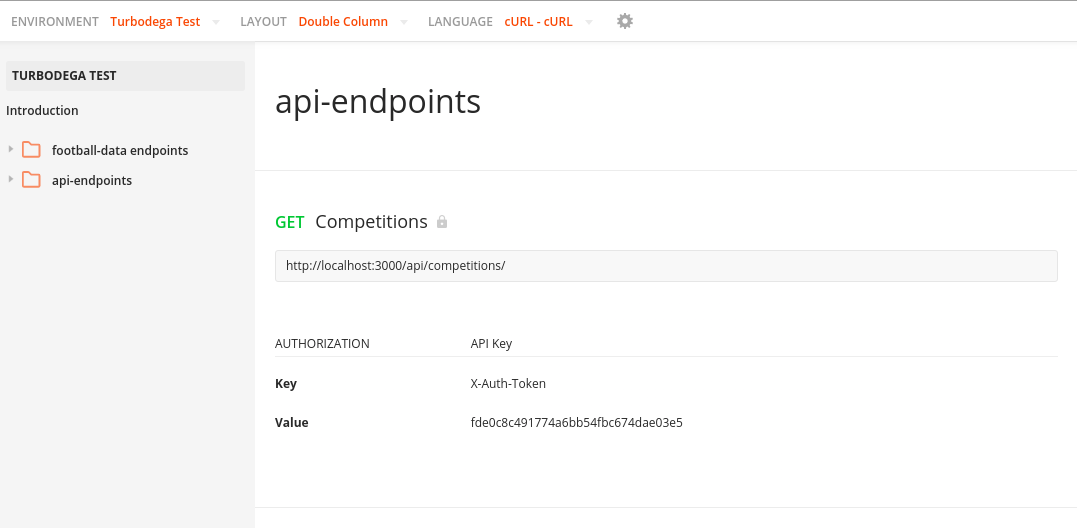 ENVIRONMENT Turbodega Test LAYOUT Double Column LANGUAGE cURL - cURL
TURBODEGA TEST
Introduction
football-data endpoints
api-endpoints
api-endpoints
GET Competitions
http://localhost:3000/api/competitions/
AUTHORIZATION API Key
Key X-Auth-Token
Value fde0c8c491774a6bb54fbc674dae03e5